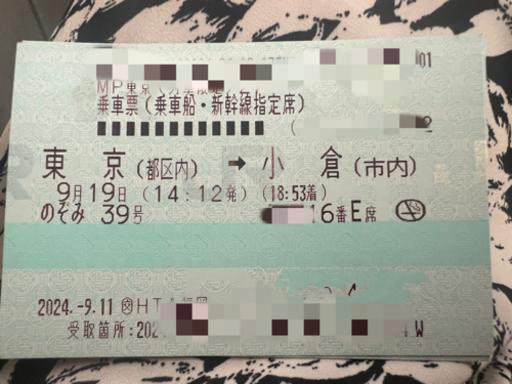 01
MP東京
乗車票(乗車船・新幹線指定席)
2
東 京(都区内) ➡ 小 倉(市内)
9月19日(14:12発)(18:53着)
のぞみ 39号 16番E席
2024.-9.11 HT
受取箇所:202 W